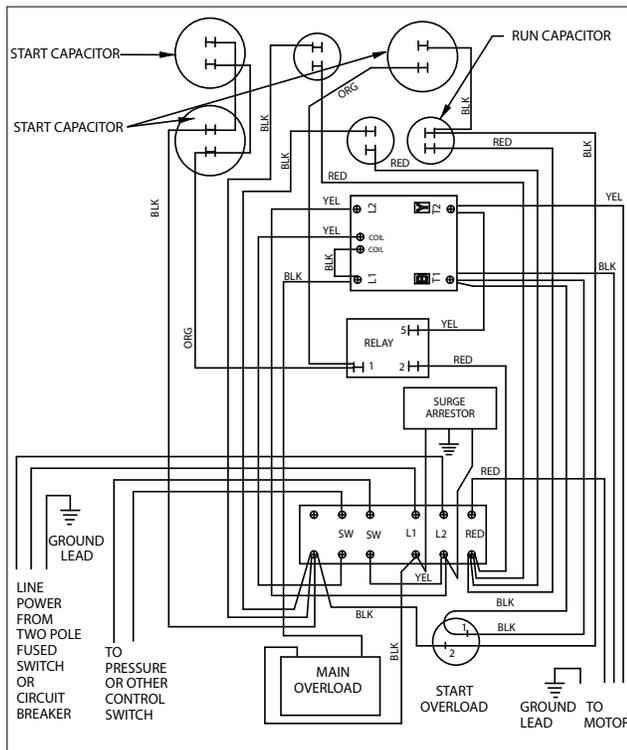 START CAPACITOR
RUN CAPACITOR
START CAPACITOR
ORG
BLK
BLK
BLK
BLK
RED
RED
RED
BLK
YEL
L2
Y
T2
YEL
YEL
COIL
COIL
BLK
BLK
L1
B
T1
BLK
ORG
RELAY
5
YEL
1
2
RED
SURGE
ARRESTOR
RED
GROUND
LEAD
SW
SW
L1
L2
RED
YEL
LINE
POWER
FROM
TWO POLE
FUSED
SWITCH
OR
CIRCUIT
BREAKER
TO
PRESSURE
OR OTHER
CONTROL
SWITCH
BLK
BLK
BLK
BLK
1
2
MAIN
OVERLOAD
START
OVERLOAD
GROUND
LEAD
TO
MOTOR